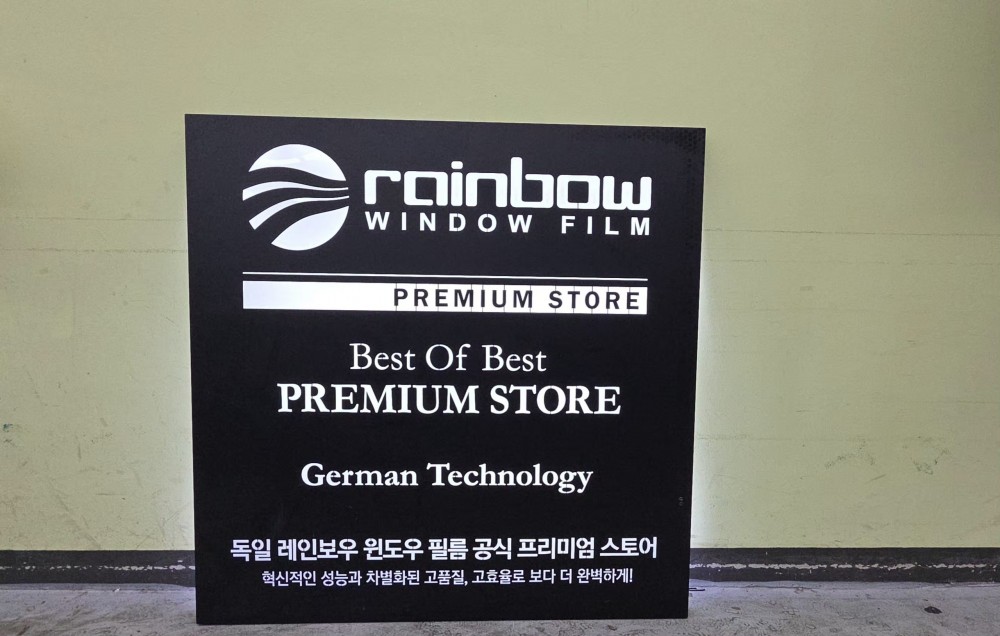 rainbow
WINDOW FILM
PREMIUM STORE
Best Of Best
PREMIUM STORE
German Technology
독일 레인보우 윈도우 필름 공식 프리미엄 스토어
혁신적인 성능과 차별화된 고품질, 고효율로 보다 더 완벽하게!